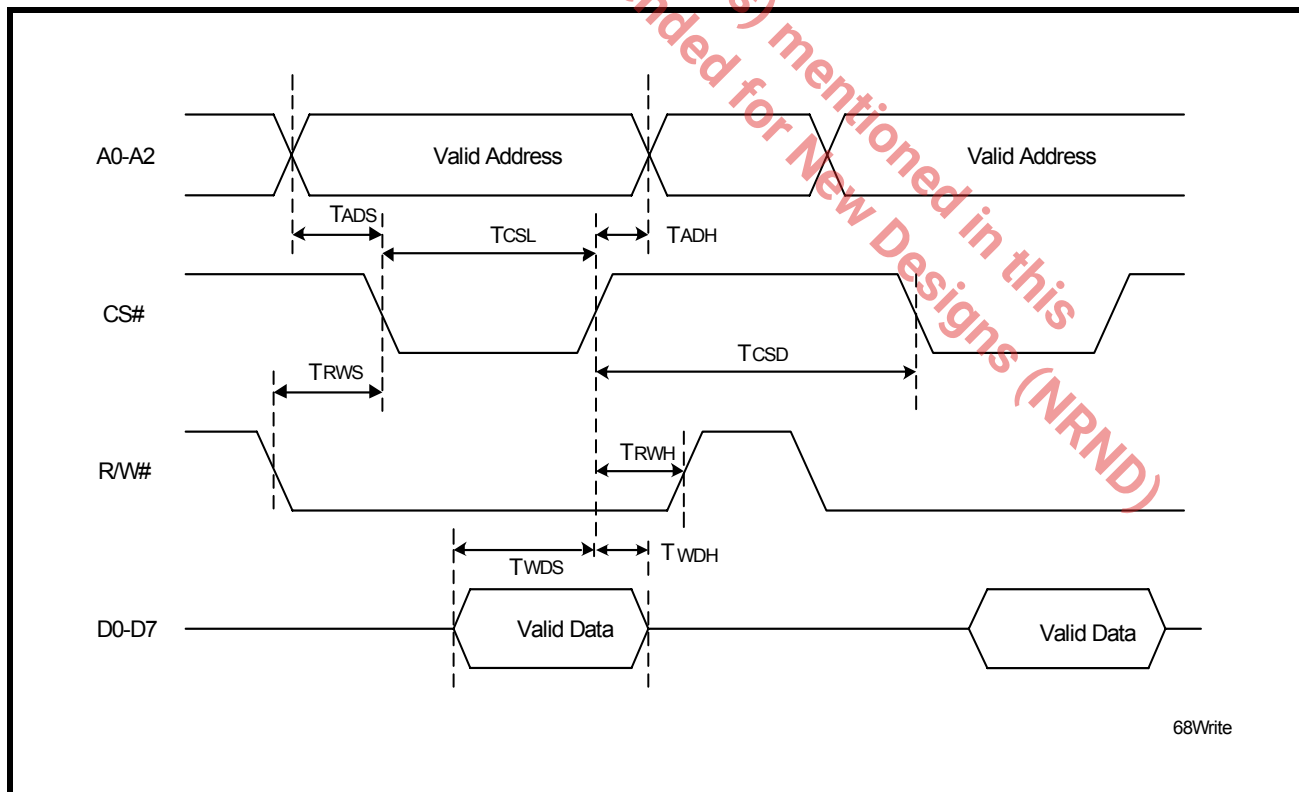 s) mentioned in this
nded for New Designs (NRND)
A0-A2
Valid Address
Valid Address
TADS
TCSL
TADH
CS#
TCSD
TRWS
R/W#
TRWH
TWDS
TWDH
D0-D7
Valid Data
Valid Data
68Write